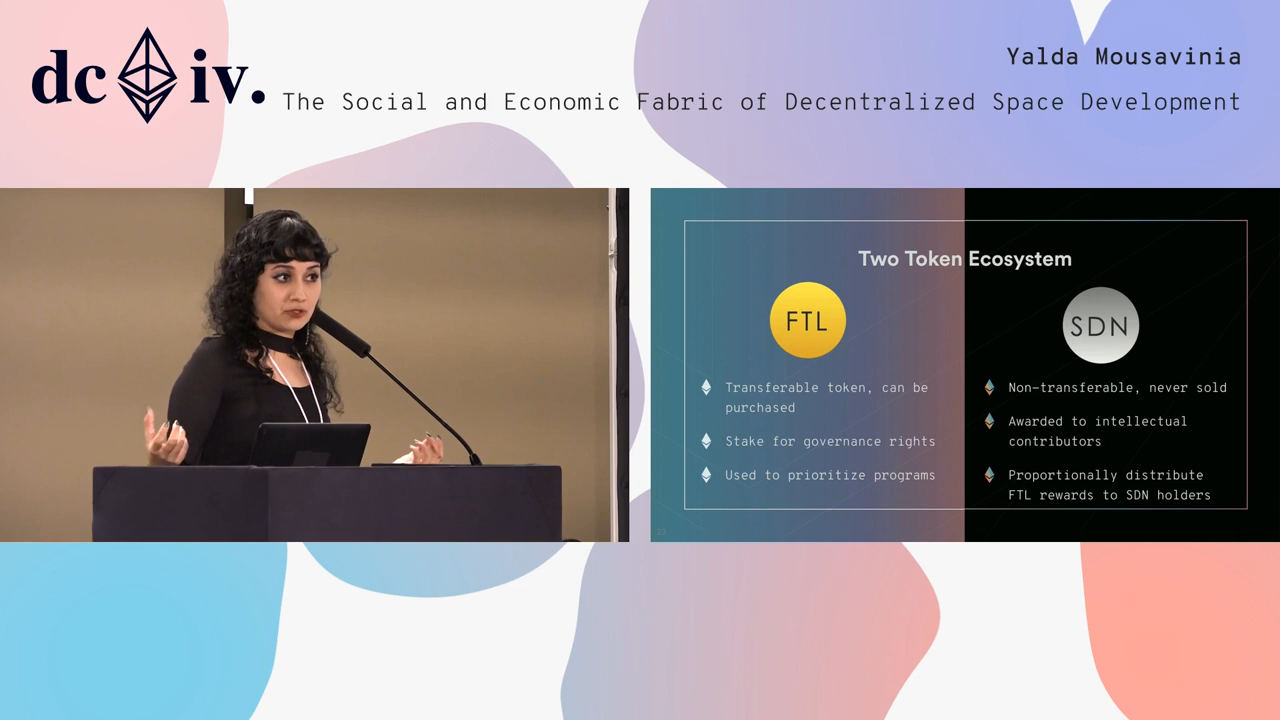 dc iv.
Yalda Mousavinia
The Social and Economic Fabric of Decentralized Space Development
Two Token Ecosystem
FTL
Transferable token, can be
purchased
Stake for governance rights
Used to prioritize programs
SDN
Non-transferable, never sold
Awarded to intellectual
contributors
Proportionally distribute
FTL rewards to SDN holders